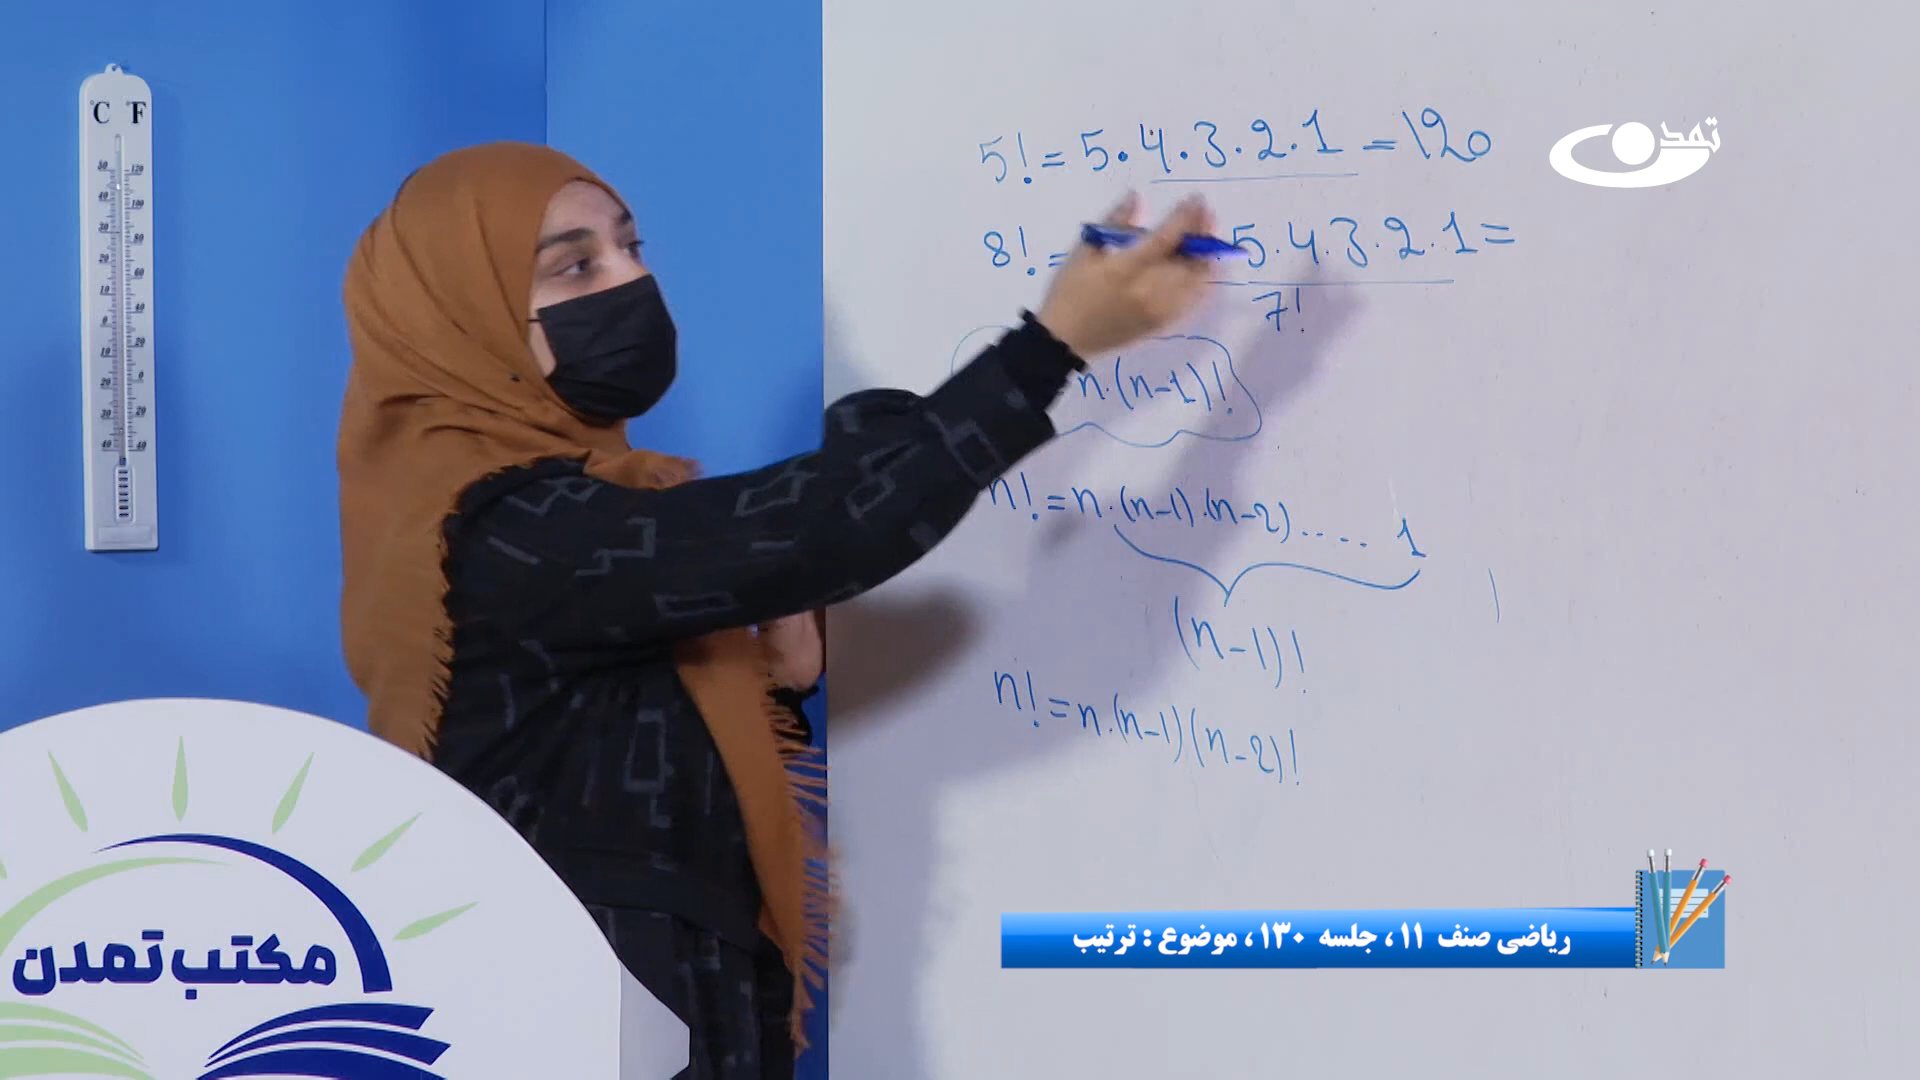 °C °F
تمدن
5! = 5.4.3.2.1 = 120
8! = .5.4.3.2.1 =
7!
n.(n-1)!
n! = n.(n-1).(n-2)..... 1
(n-1)!
n! = n.(n-1)(n-2)!
مکتب تمدن
ریاضی صنف ۱۱، جلسه ۱۳۰، موضوع : ترتیب